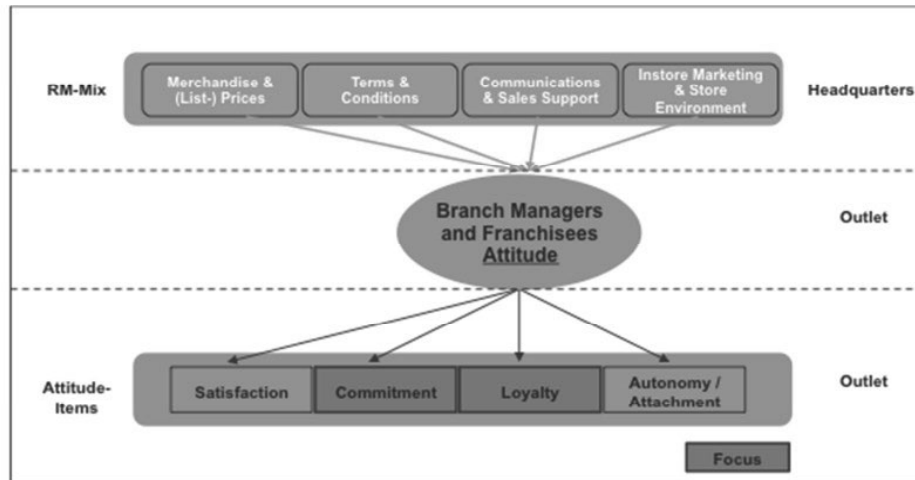 RM-Mix
Merchandise &
(List-) Prices
Terms &
Conditions
Communications
& Sales Support
Instore Marketing
& Store
Environment
Headquarters
Branch Managers
and Franchisees
Attitude
Outlet
Attitude-
Items
Satisfaction
Commitment
Loyalty
Autonomy /
Attachment
Outlet
Focus